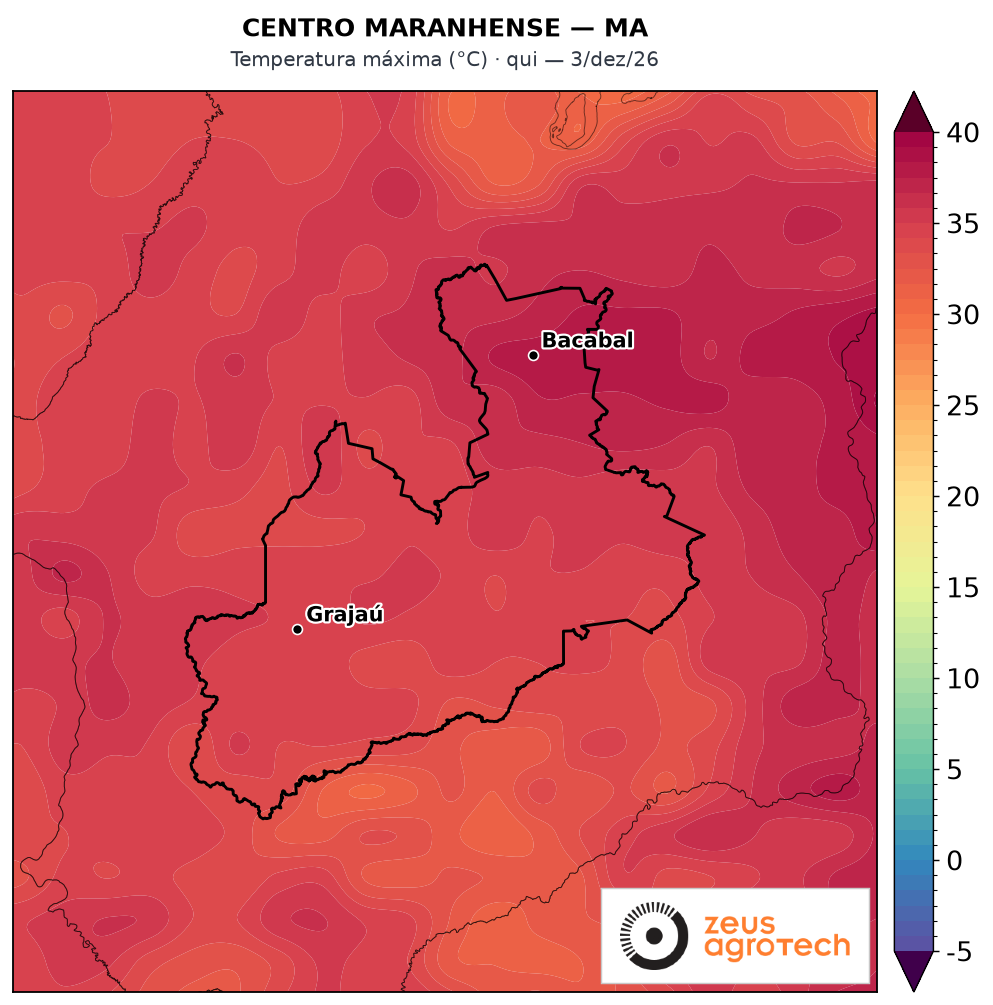 CENTRO MARANHENSE — MA
Temperatura máxima (°C) · qui — 3/dez/26
Bacabal
Grajaú
40
35
30
25
20
15
10
5
0
-5
zeus
agrotech